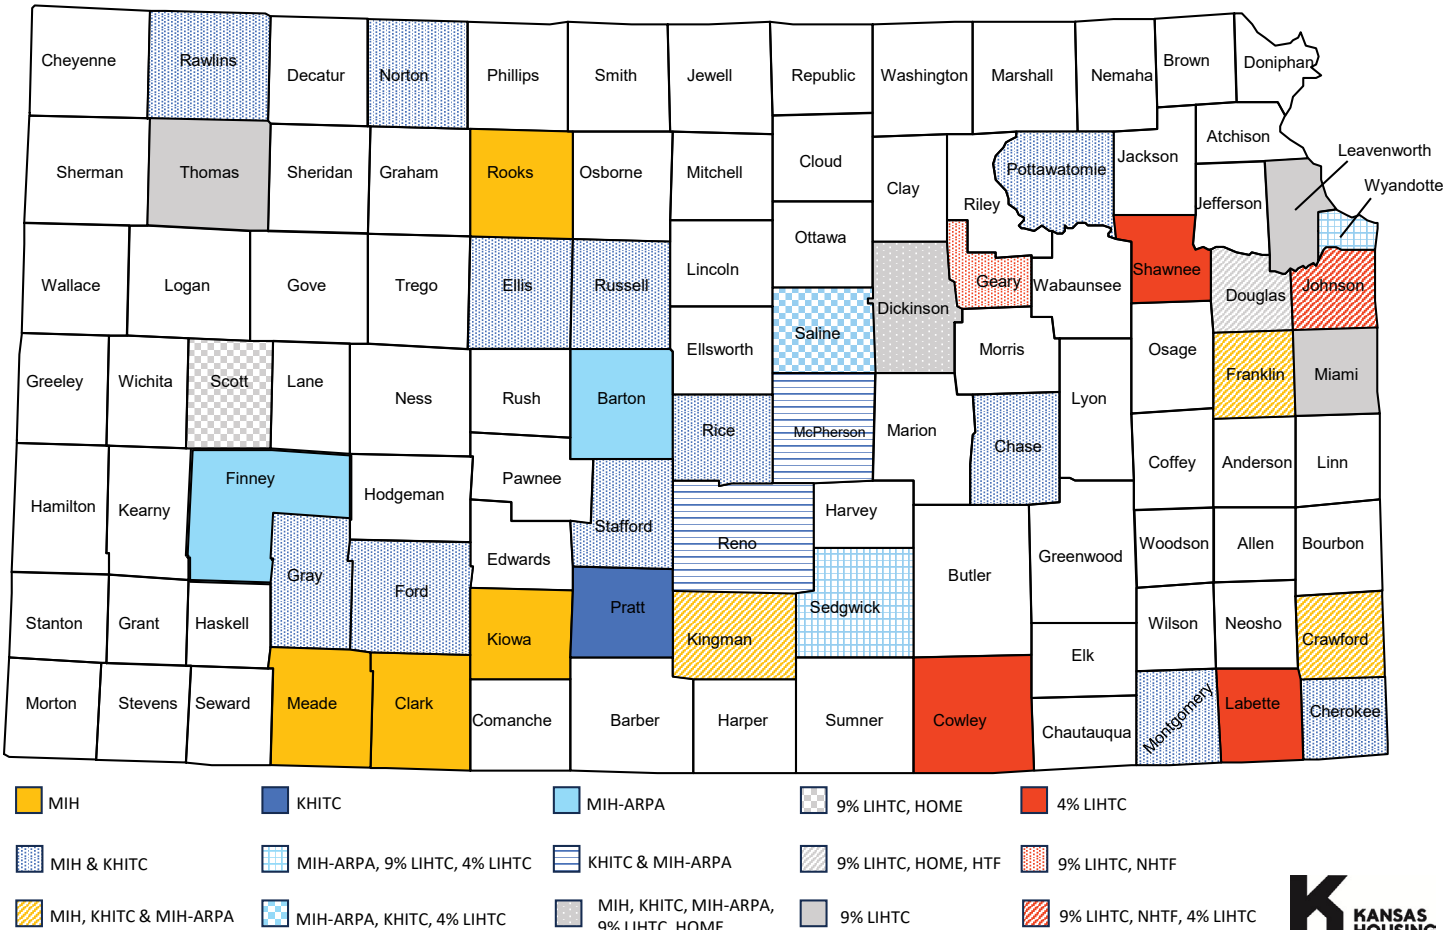 Cheyenne
Rawlins
Decatur
Norton
Phillips
Smith
Jewell
Republic
Washington
Marshall
Nemaha
Brown
Doniphan
Sherman
Thomas
Sheridan
Graham
Rooks
Osborne
Mitchell
Cloud
Clay
Riley
Pottawatomie
Jackson
Atchison
Jefferson
Leavenworth
Wyandotte
Wallace
Logan
Gove
Trego
Ellis
Russell
Lincoln
Ottawa
Saline
Dickinson
Geary
Wabaunsee
Shawnee
Douglas
Johnson
Greeley
Wichita
Scott
Lane
Ness
Rush
Barton
Ellsworth
Rice
McPherson
Marion
Morris
Chase
Lyon
Osage
Franklin
Miami
Hamilton
Kearny
Finney
Hodgeman
Pawnee
Stafford
Reno
Harvey
Coffey
Anderson
Linn
Gray
Ford
Edwards
Sedgwick
Butler
Greenwood
Woodson
Allen
Bourbon
Stanton
Grant
Haskell
Kiowa
Pratt
Kingman
Elk
Wilson
Neosho
Crawford
Morton
Stevens
Seward
Meade
Clark
Comanche
Barber
Harper
Sumner
Cowley
Chautauqua
Montgomery
Labette
Cherokee
MIH
KHITC
MIH-ARPA
9% LIHTC, HOME
4% LIHTC
MIH & KHITC
MIH-ARPA, 9% LIHTC, 4% LIHTC
KHITC & MIH-ARPA
9% LIHTC, HOME, HTF
9% LIHTC, NHTF
MIH, KHITC & MIH-ARPA
MIH-ARPA, KHITC, 4% LIHTC
MIH, KHITC, MIH-ARPA,
9% LIHTC, HOME
9% LIHTC
9% LIHTC, NHTF, 4% LIHTC
KANSAS
HOUSING